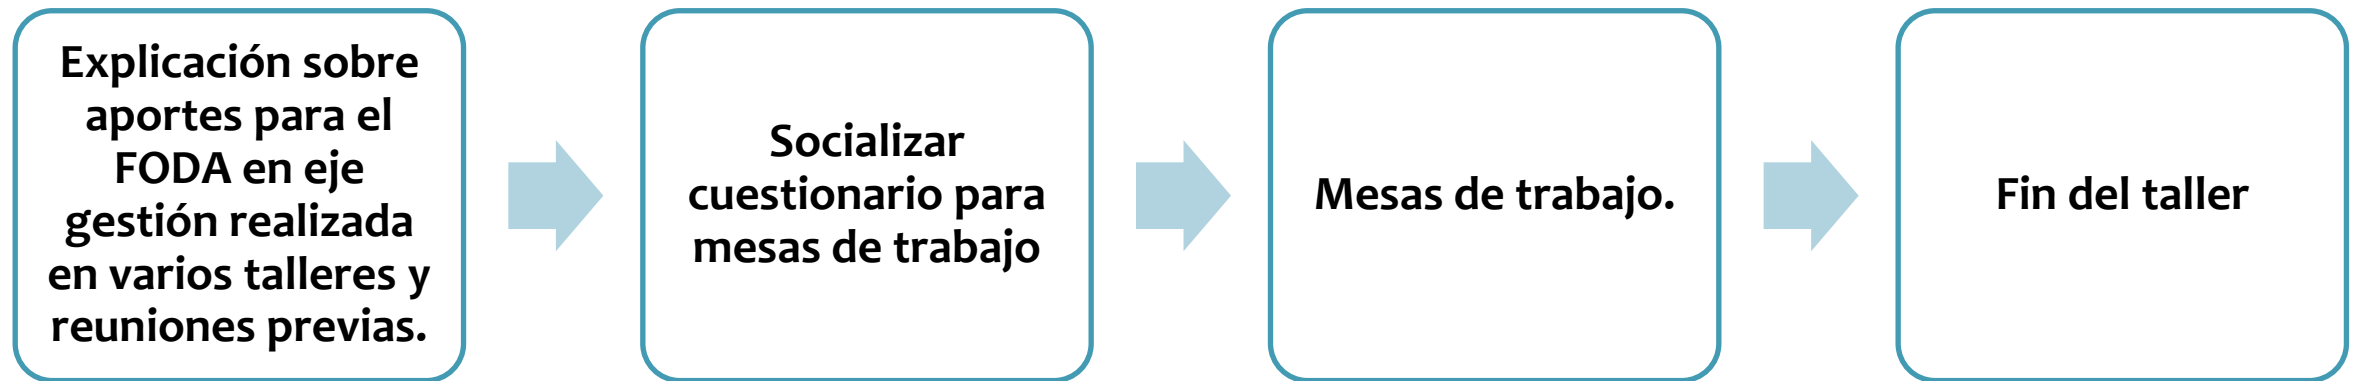 Explicación sobre
aportes para el
FODA en eje
gestión realizada
en varios talleres y
reuniones previas.
Socializar
cuestionario para
mesas de trabajo
Mesas de trabajo.
Fin del taller